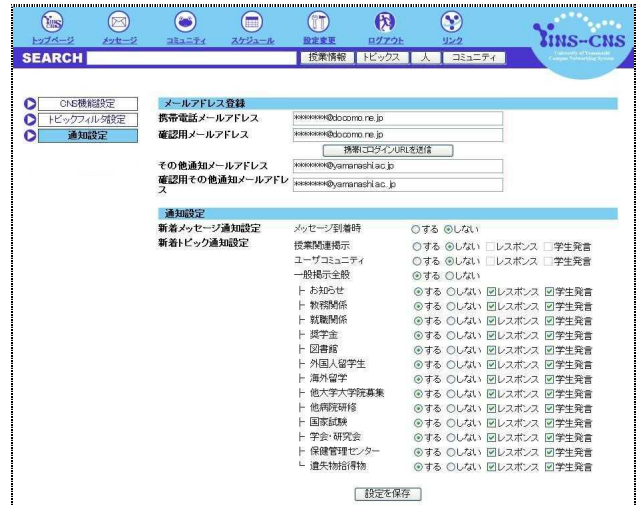 Yins
トップページ メッセージ コミュニティ スケジュール 設定変更 ログアウト リンク
YINS-CNS
University of Yamanashi
Campus Networking System
SEARCH 授業情報 トピックス 人 コミュニティ
CNS機能設定
トピックフィルタ設定
通知設定
メールアドレス登録
携帯電話メールアドレス ********@docomo.ne.jp
確認用メールアドレス ********@docomo.ne.jp
携帯にログインURLを送信
その他通知メールアドレス ********@yamanashi.ac.jp
確認用その他通知メールアドレ ********@yamanashi.ac.jp
ス
通知設定
新着メッセージ通知設定 メッセージ到着時 する しない
新着トピック通知設定 授業関連掲示 する しない レスポンス 学生発言
ユーザコミュニティ する しない レスポンス 学生発言
一般掲示全般 する しない
├ お知らせ する しない レスポンス 学生発言
├ 教務関係 する しない レスポンス 学生発言
├ 就職関係 する しない レスポンス 学生発言
├ 奨学金 する しない レスポンス 学生発言
├ 図書館 する しない レスポンス 学生発言
├ 外国人留学生 する しない レスポンス 学生発言
├ 海外留学 する しない レスポンス 学生発言
├ 他大学大学院募集 する しない レスポンス 学生発言
├ 他病院研修 する しない レスポンス 学生発言
├ 国家試験 する しない レスポンス 学生発言
├ 学会・研究会 する しない レスポンス 学生発言
├ 保健管理センター する しない レスポンス 学生発言
└ 遺失物拾得物 する しない レスポンス 学生発言
設定を保存